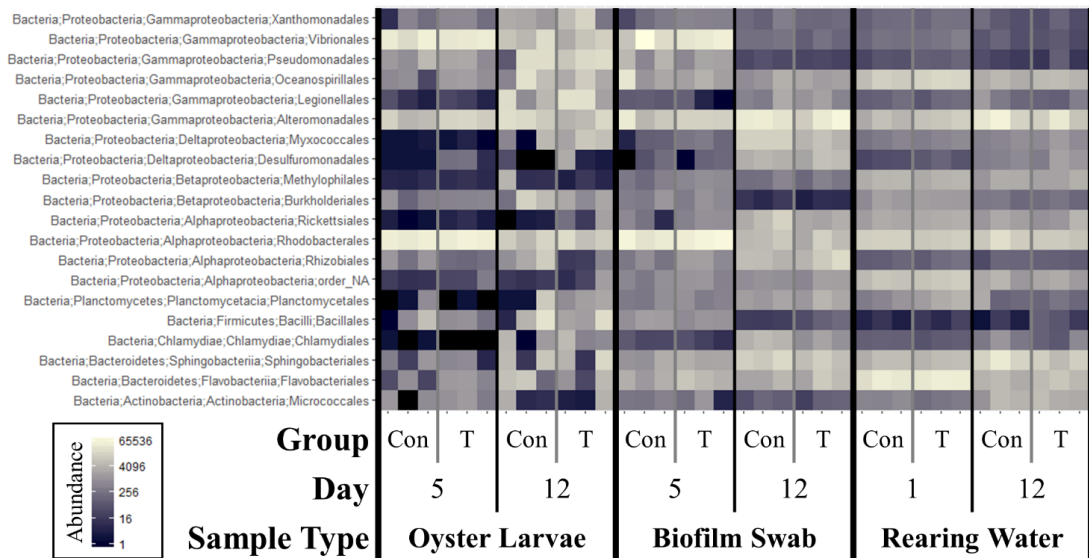 Bacteria;Proteobacteria;Gammaproteobacteria;Xanthomonadales
Bacteria;Proteobacteria;Gammaproteobacteria;Vibrionales
Bacteria;Proteobacteria;Gammaproteobacteria;Pseudomonadales
Bacteria;Proteobacteria;Gammaproteobacteria;Oceanospirillales
Bacteria;Proteobacteria;Gammaproteobacteria;Legionellales
Bacteria;Proteobacteria;Gammaproteobacteria;Alteromonadales
Bacteria;Proteobacteria;Deltaproteobacteria;Myxococcales
Bacteria;Proteobacteria;Deltaproteobacteria;Desulfuromonadales
Bacteria;Proteobacteria;Betaproteobacteria;Methylophilales
Bacteria;Proteobacteria;Betaproteobacteria;Burkholderiales
Bacteria;Proteobacteria;Alphaproteobacteria;Rickettsiales
Bacteria;Proteobacteria;Alphaproteobacteria;Rhodobacterales
Bacteria;Proteobacteria;Alphaproteobacteria;Rhizobiales
Bacteria;Proteobacteria;Alphaproteobacteria;order_NA
Bacteria;Planctomycetes;Planctomycetacia;Planctomycetales
Bacteria;Firmicutes;Bacilli;Bacillales
Bacteria;Chlamydiae;Chlamydiae;Chlamydiales
Bacteria;Bacteroidetes;Sphingobacteriia;Sphingobacteriales
Bacteria;Bacteroidetes;Flavobacteriia;Flavobacteriales
Bacteria;Actinobacteria;Actinobacteria;Micrococcales
Group Con T Con T Con T Con T Con T Con T
Day 5 12 5 12 1 12
Sample Type Oyster Larvae Biofilm Swab Rearing Water
Abundance
65536
4096
256
16
1